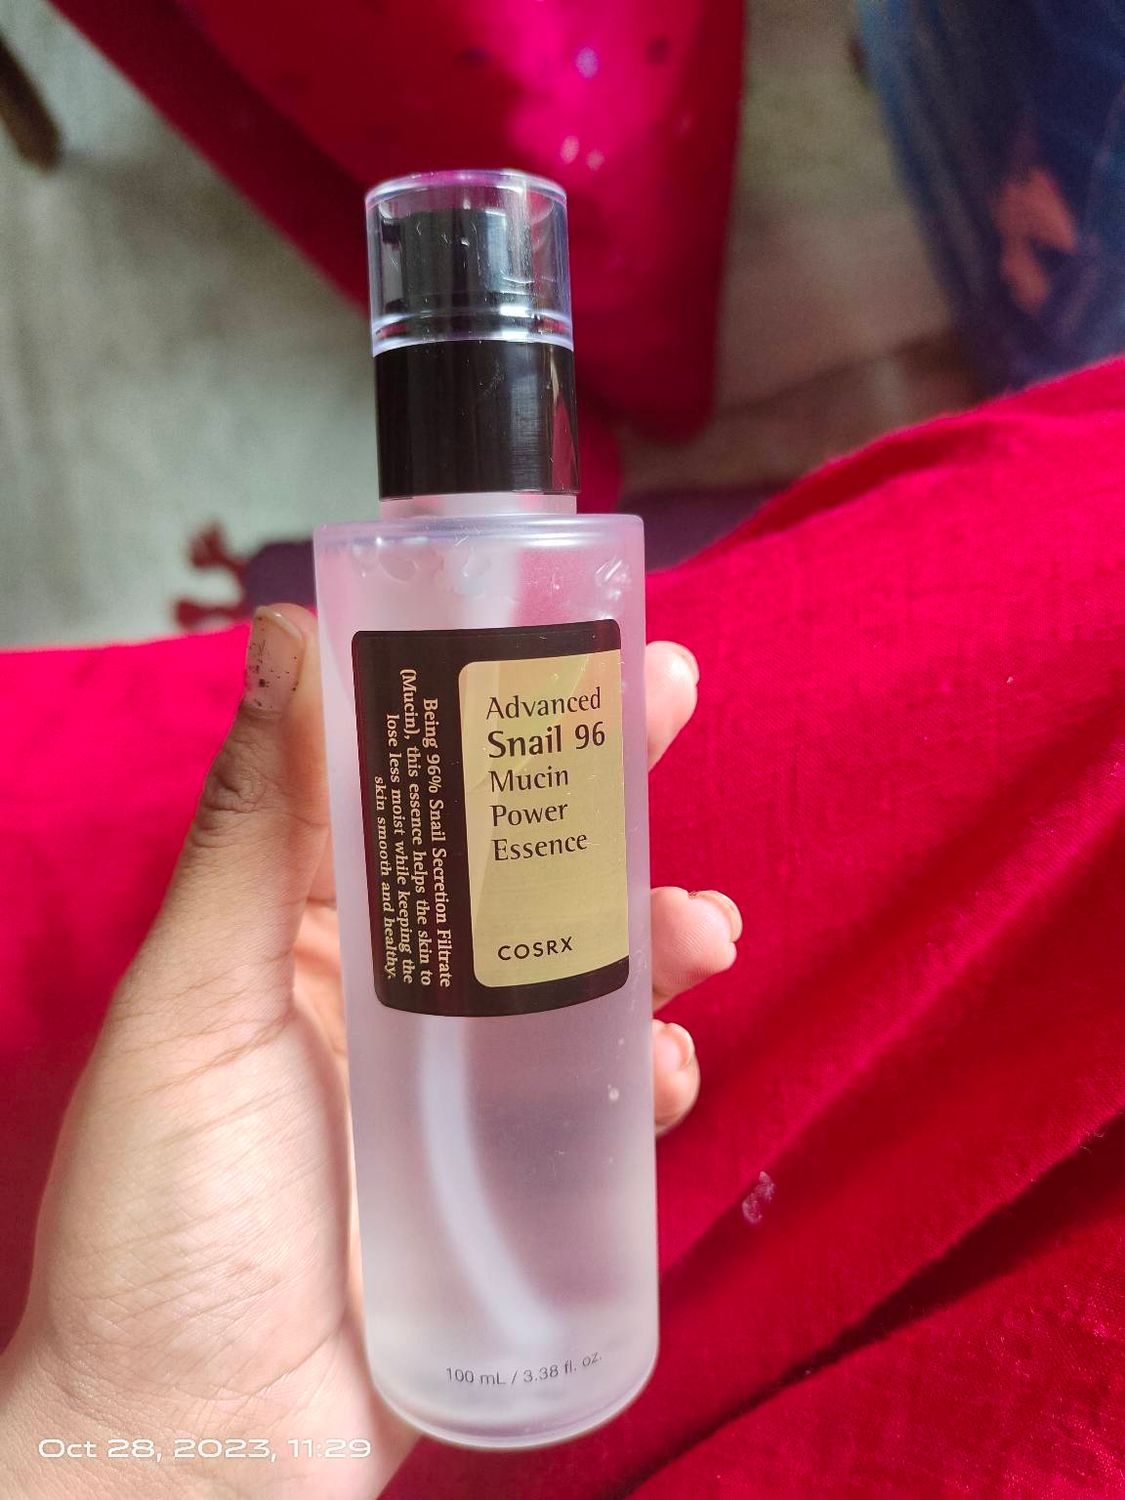 Advanced
Snail 96
Mucin
Power
Essence
COSRX
Being 96% Snail Secretion Filtrate
(Mucin), this essence helps the skin to
lose less moist while keeping the
skin smooth and healthy.
100 mL / 3.38 fl. oz.
Oct 28, 2023, 11:29